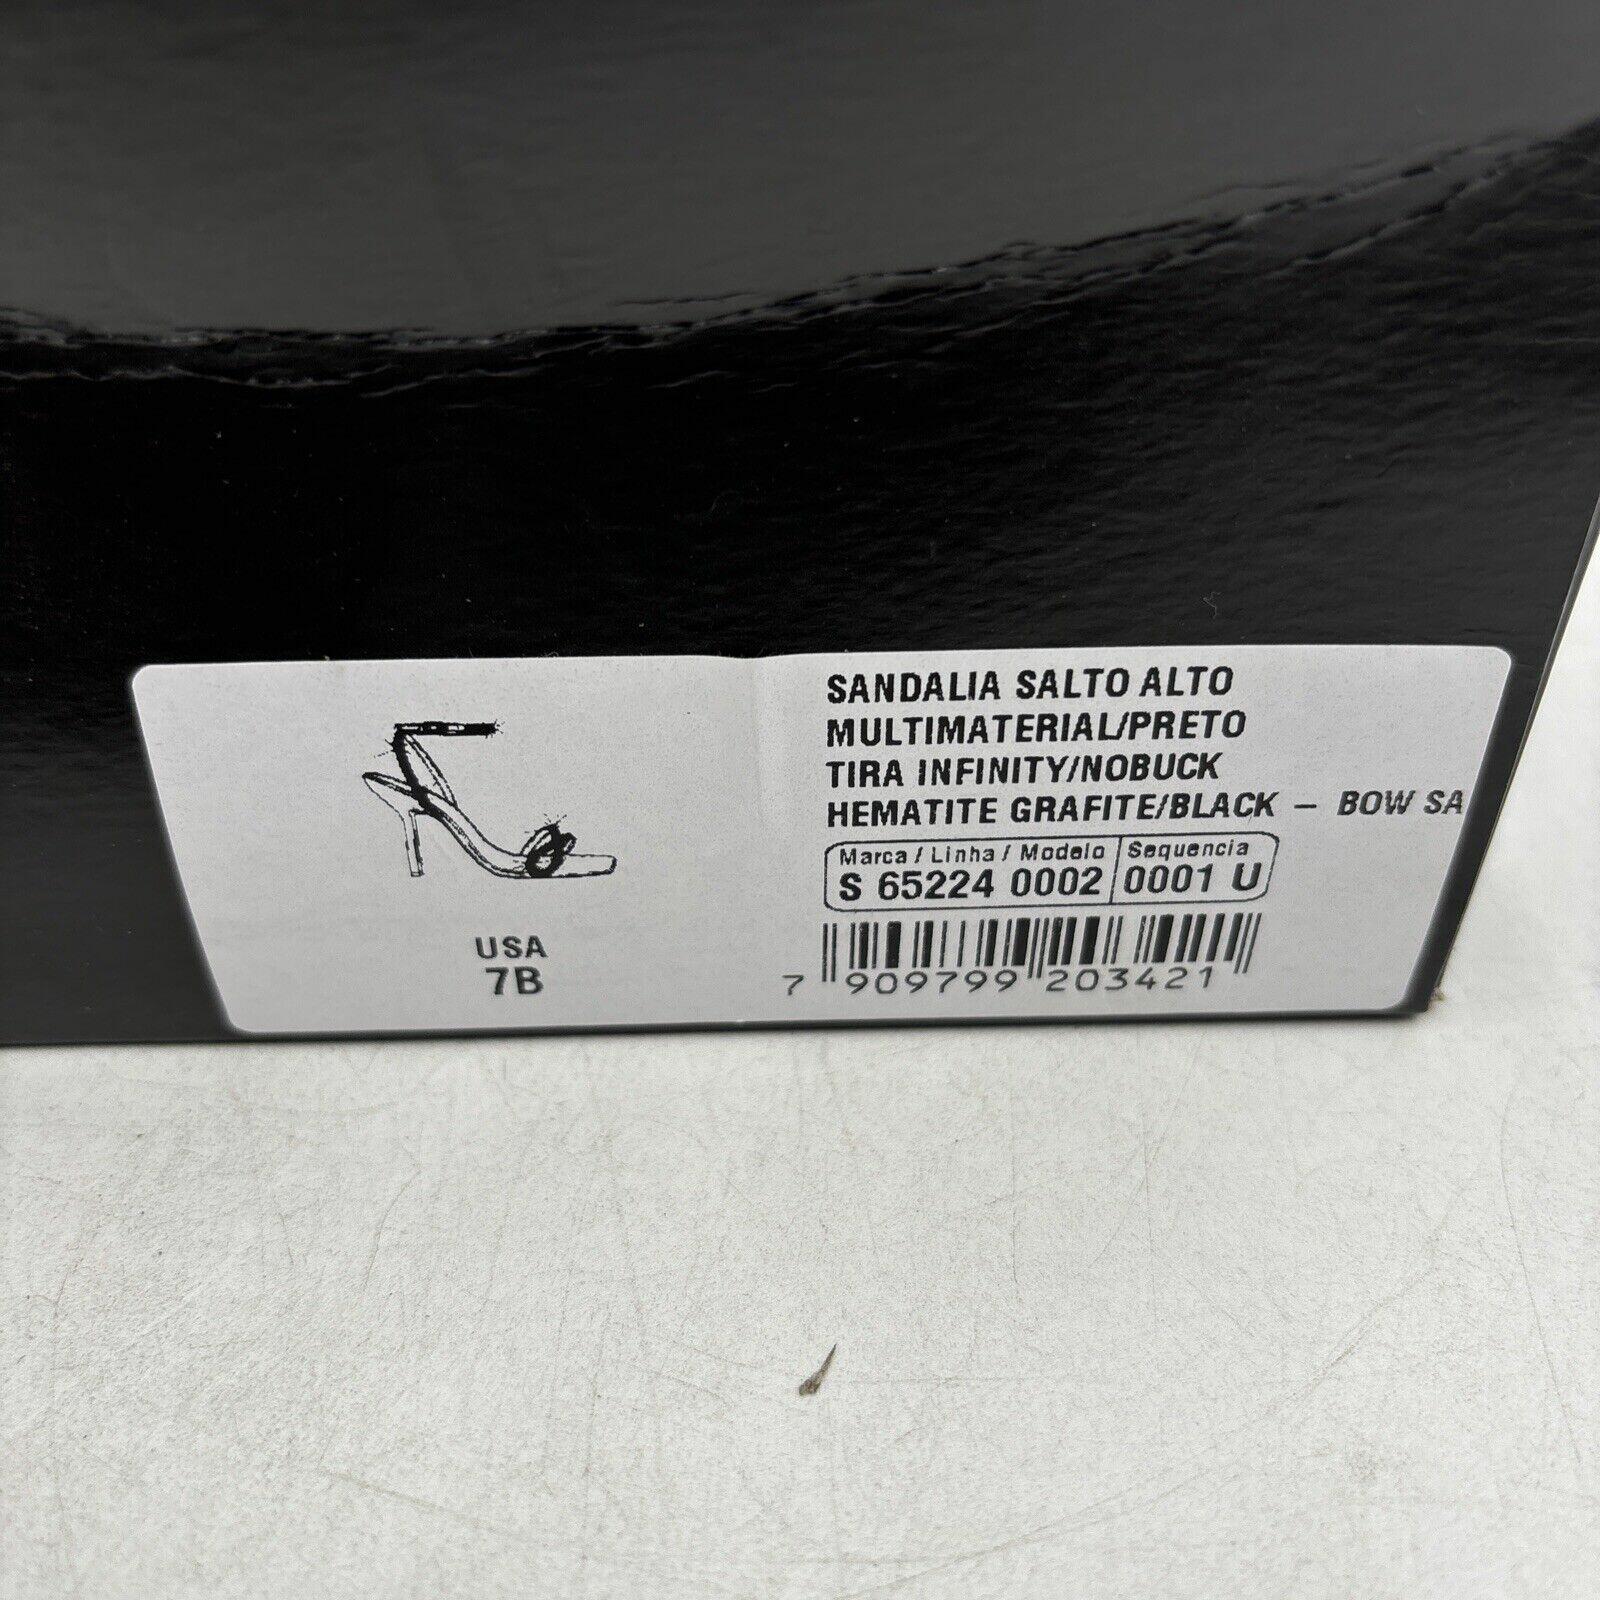 SANDALIA SALTO ALTO
MULTIMATERIAL/PRETO
TIRA INFINITY/NOBUCK
HEMATITE GRAFITE/BLACK – BOW SA
Marca / Linha / Modelo Sequencia
S 65224 0002 0001 U
7 909799 203421
USA
7B